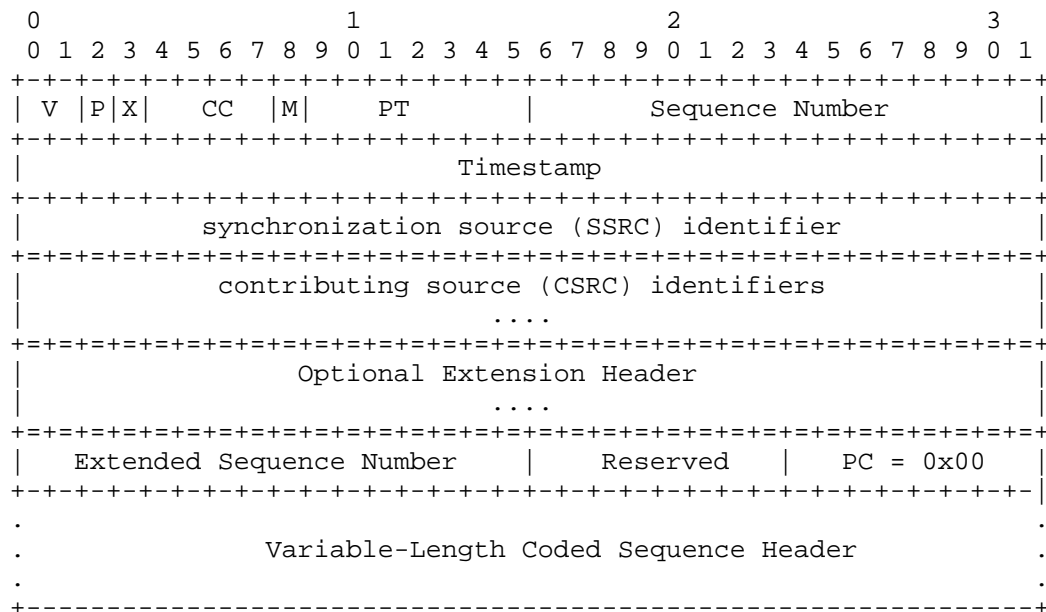 0                   1                   2                   3
 0 1 2 3 4 5 6 7 8 9 0 1 2 3 4 5 6 7 8 9 0 1 2 3 4 5 6 7 8 9 0 1
+-+-+-+-+-+-+-+-+-+-+-+-+-+-+-+-+-+-+-+-+-+-+-+-+-+-+-+-+-+-+-+-+
| V |P|X|   CC  |M|    PT       |       Sequence Number         |
+-+-+-+-+-+-+-+-+-+-+-+-+-+-+-+-+-+-+-+-+-+-+-+-+-+-+-+-+-+-+-+-+
|                           Timestamp                           |
+-+-+-+-+-+-+-+-+-+-+-+-+-+-+-+-+-+-+-+-+-+-+-+-+-+-+-+-+-+-+-+-+
|           synchronization source (SSRC) identifier            |
+=+=+=+=+=+=+=+=+=+=+=+=+=+=+=+=+=+=+=+=+=+=+=+=+=+=+=+=+=+=+=+=+
|            contributing source (CSRC) identifiers             |
|                             ....                              |
+=+=+=+=+=+=+=+=+=+=+=+=+=+=+=+=+=+=+=+=+=+=+=+=+=+=+=+=+=+=+=+=+
|                 Optional Extension Header                     |
|                             ....                              |
+=+=+=+=+=+=+=+=+=+=+=+=+=+=+=+=+=+=+=+=+=+=+=+=+=+=+=+=+=+=+=+=+
|   Extended Sequence Number    |    Reserved   |   PC = 0x00   |
+-+-+-+-+-+-+-+-+-+-+-+-+-+-+-+-+-+-+-+-+-+-+-+-+-+-+-+-+-+-+-+-|
.                                                               .
.               Variable-Length Coded Sequence Header           .
.                                                               .
+---------------------------------------------------------------+